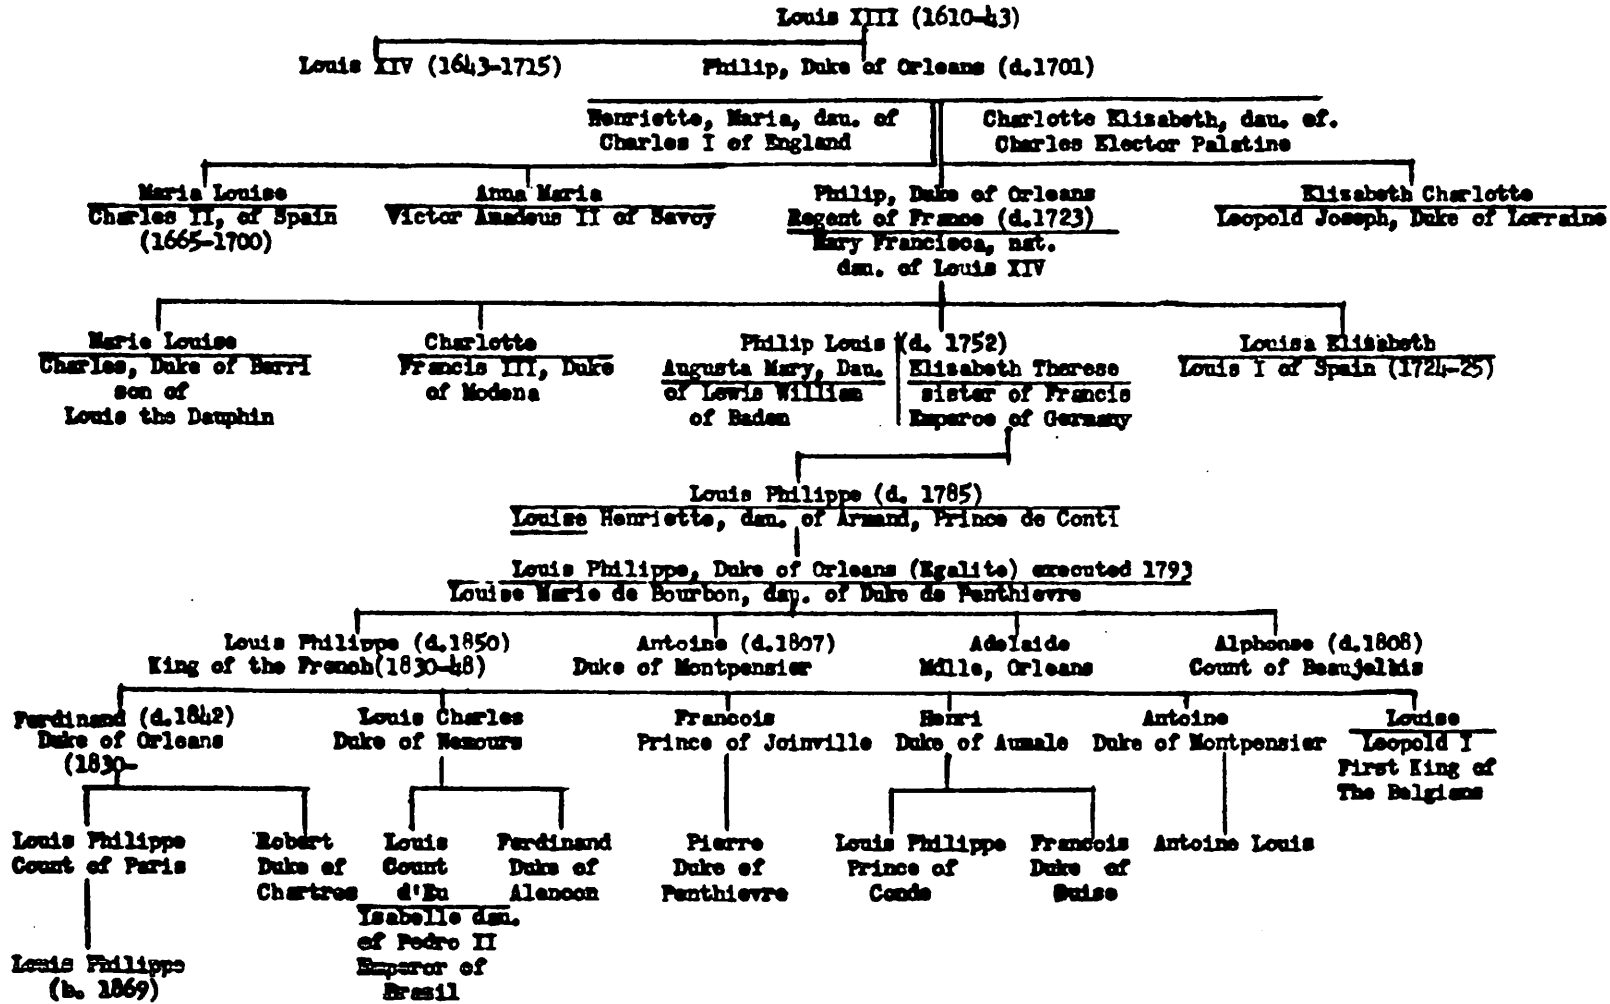 Louis XIII (1610-43)
Louis XIV (1643-1715)
Philip, Duke of Orleans (d.1701)
Henriette, Maria, dau. of
Charles I of England
Charlotte Elisabeth, dau. of.
Charles Elector Palatine
Maria Louise
Charles II, of Spain
(1665-1700)
Anna Maria
Victor Amadeus II of Savoy
Philip, Duke of Orleans
Regent of France (d.1723)
Mary Francisca, nat.
dau. of Louis XIV
Elizabeth Charlotte
Leopold Joseph, Duke of Lorraine
Marie Louise
Charles, Duke of Berri
son of
Louis the Dauphin
Charlotte
Francis III, Duke
of Modena
Philip Louis (d. 1752)
Augusta Mary, Dau.
of Lewis William
of Baden
Elisabeth Therese
sister of Francis
Emperoe of Germany
Louisa Elisabeth
Louis I of Spain (1724-25)
Louis Philippe (d. 1785)
Louise Henriette, dau. of Armand, Prince de Conti
Louis Philippe, Duke of Orleans (Egalite) executed 1793
Louise Marie de Bourbon, dau. of Duke de Penthievre
Louis Philippe (d.1850)
King of the French(1830-48)
Antoine (d.1807)
Duke of Montpensier
Adelaide
Mdlle, Orleans
Alphonse (d.1808)
Count of Beaujolais
Ferdinand (d.1842)
Duke of Orleans
(1830-
Louis Charles
Duke of Nemours
Francois
Prince of Joinville
Henri
Duke of Aumale
Antoine
Duke of Montpensier
Louise
Leopold I
First King of
The Belgians
Louis Philippe
Count of Paris
Robert
Duke of
Chartres
Louis
Count
d'Eu
Isabelle dau.
of Pedro II
Emperor of
Brasil
Ferdinand
Duke of
Alencon
Pierre
Duke of
Penthievre
Louis Philippe
Prince of
Conde
Francois
Duke of
Guise
Antoine Louis
Louis Philippe
(b. 1869)